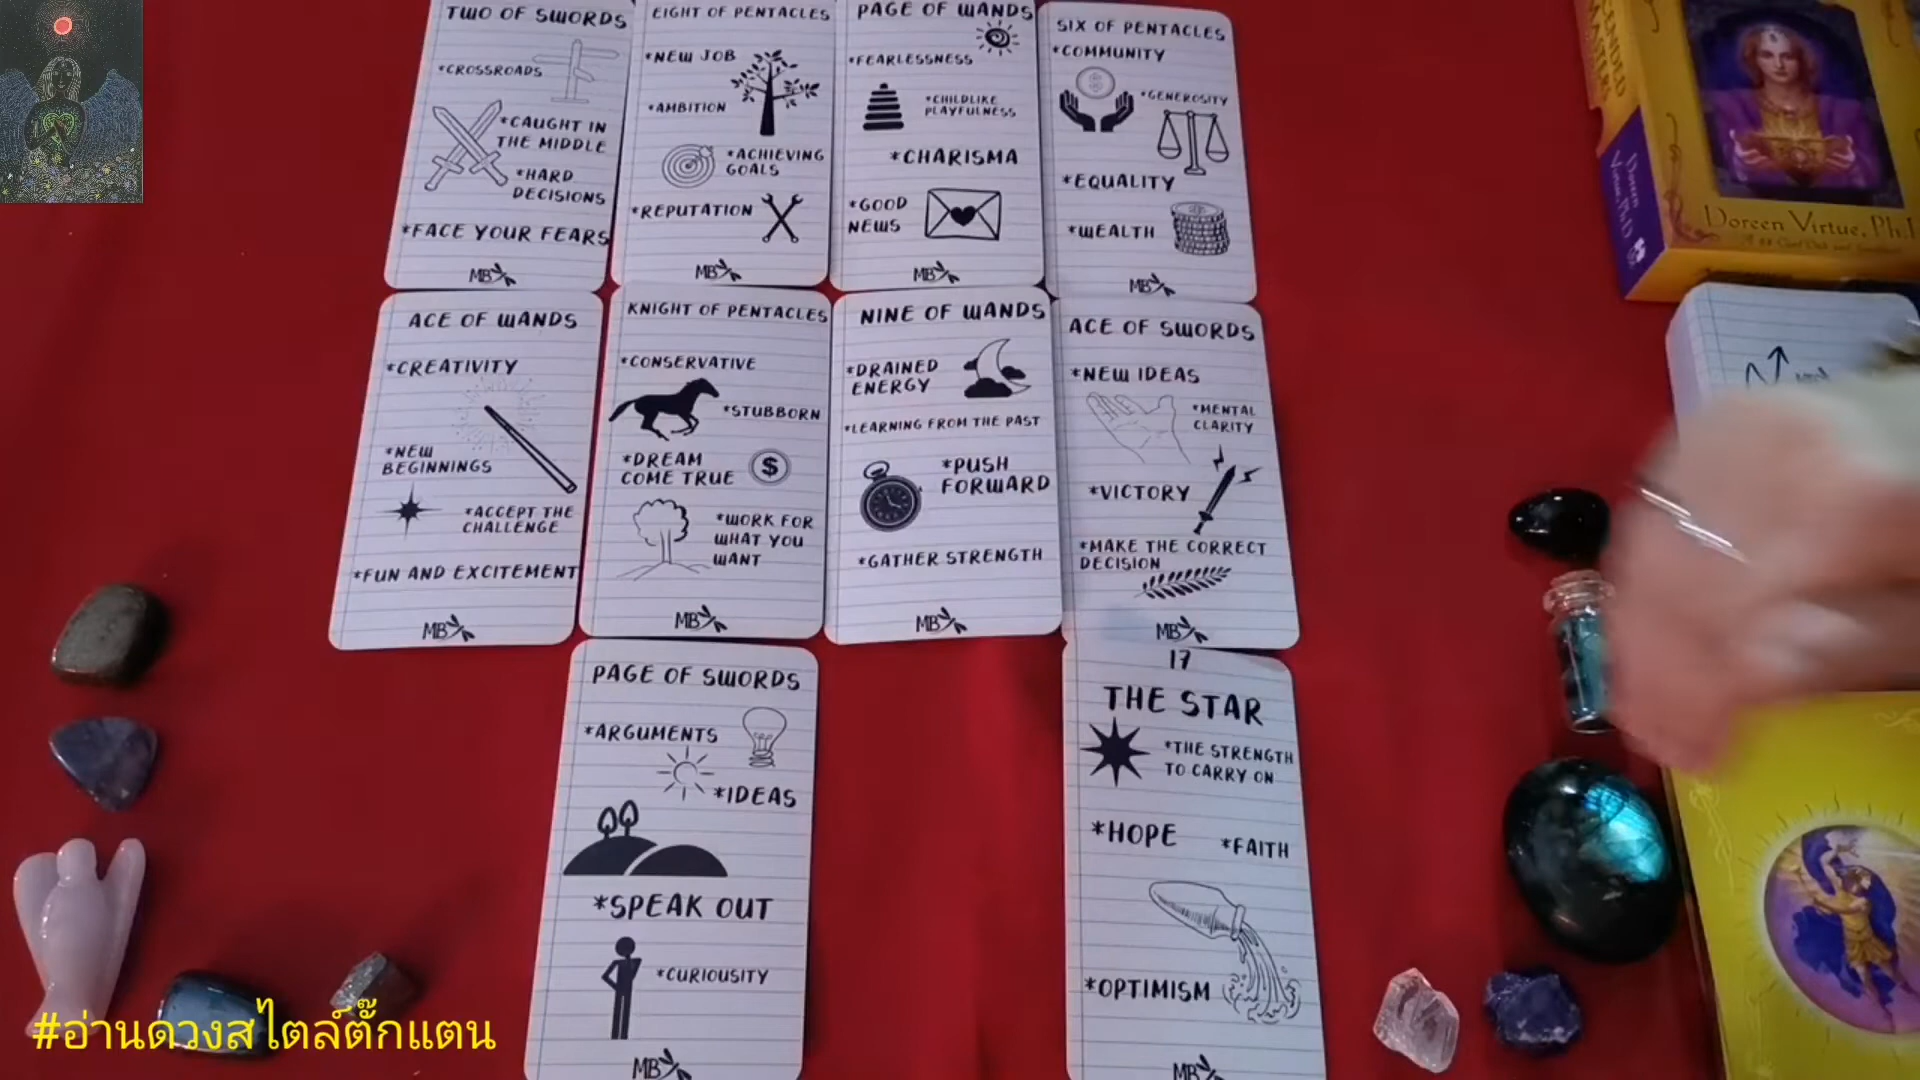 TWO OF SWORDS
*CROSSROADS
*CAUGHT IN
THE MIDDLE
*HARD
DECISIONS
*FACE YOUR FEARS
MB
EIGHT OF PENTACLES
*NEW JOB
*AMBITION
*ACHIEVING
GOALS
*REPUTATION
MB
PAGE OF WANDS
*FEARLESSNESS
*CHILDLIKE
PLAYFULNESS
*CHARISMA
*GOOD
NEWS
MB
SIX OF PENTACLES
*COMMUNITY
*GENEROSITY
*EQUALITY
*WEALTH
MB
ACE OF WANDS
*CREATIVITY
*NEW
BEGINNINGS
*ACCEPT THE
CHALLENGE
*FUN AND EXCITEMENT
MB
KNIGHT OF PENTACLES
*CONSERVATIVE
*STUBBORN
*DREAM
COME TRUE
$
*WORK FOR
WHAT YOU
WANT
MB
NINE OF WANDS
*DRAINED
ENERGY
*LEARNING FROM THE PAST
*PUSH
FORWARD
*GATHER STRENGTH
MB
ACE OF SWORDS
*NEW IDEAS
*MENTAL
CLARITY
*VICTORY
*MAKE THE CORRECT
DECISION
MB
PAGE OF SWORDS
*ARGUMENTS
*IDEAS
*SPEAK OUT
*CURIOUSITY
MB
17
THE STAR
*THE STRENGTH
TO CARRY ON
*HOPE
*FAITH
*OPTIMISM
MB
Doreen Virtue, Ph.D
Doreen
Virtue, Ph.D
#อ่านดวงสไตล์ตั๊กแตน